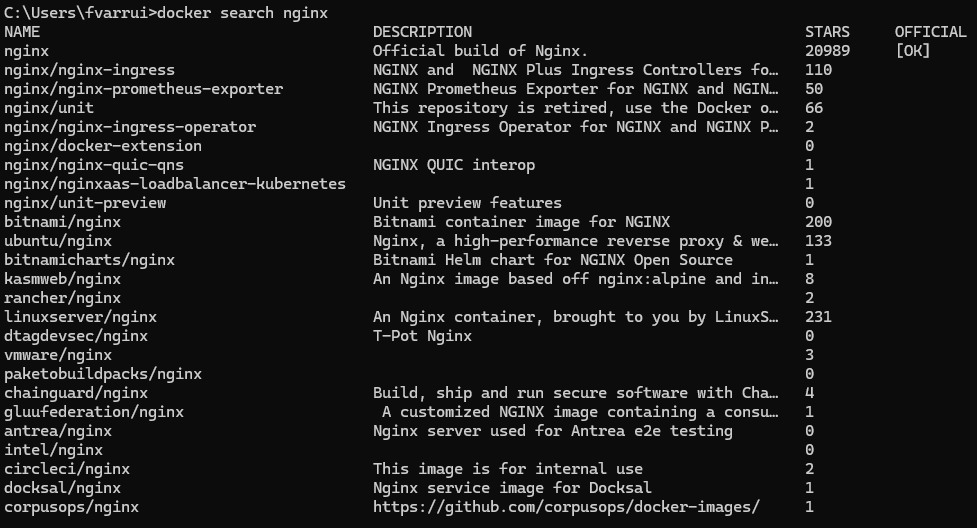 C:\Users\fvarrui>docker search nginx
NAME                                     DESCRIPTION                                     STARS     OFFICIAL
nginx                                    Official build of Nginx.                        20989     [OK]
nginx/nginx-ingress                      NGINX and  NGINX Plus Ingress Controllers fo…   110
nginx/nginx-prometheus-exporter          NGINX Prometheus Exporter for NGINX and NGIN…   50
nginx/unit                               This repository is retired, use the Docker o…   66
nginx/nginx-ingress-operator             NGINX Ingress Operator for NGINX and NGINX P…   2
nginx/docker-extension                                                                   0
nginx/nginx-quic-qns                     NGINX QUIC interop                              1
nginx/nginxaas-loadbalancer-kubernetes                                                   1
nginx/unit-preview                       Unit preview features                           0
bitnami/nginx                            Bitnami container image for NGINX               200
ubuntu/nginx                             Nginx, a high-performance reverse proxy & we…   133
bitnamicharts/nginx                      Bitnami Helm chart for NGINX Open Source        1
kasmweb/nginx                            An Nginx image based off nginx:alpine and in…   8
rancher/nginx                                                                            2
linuxserver/nginx                        An Nginx container, brought to you by LinuxS…   231
dtagdevsec/nginx                         T-Pot Nginx                                     0
vmware/nginx                                                                             3
paketobuildpacks/nginx                                                                   0
chainguard/nginx                         Build, ship and run secure software with Cha…   4
gluufederation/nginx                      A customized NGINX image containing a consu…   1
antrea/nginx                             Nginx server used for Antrea e2e testing        0
intel/nginx                                                                              0
circleci/nginx                           This image is for internal use                  2
docksal/nginx                            Nginx service image for Docksal                 1
corpusops/nginx                          https://github.com/corpusops/docker-images/     1